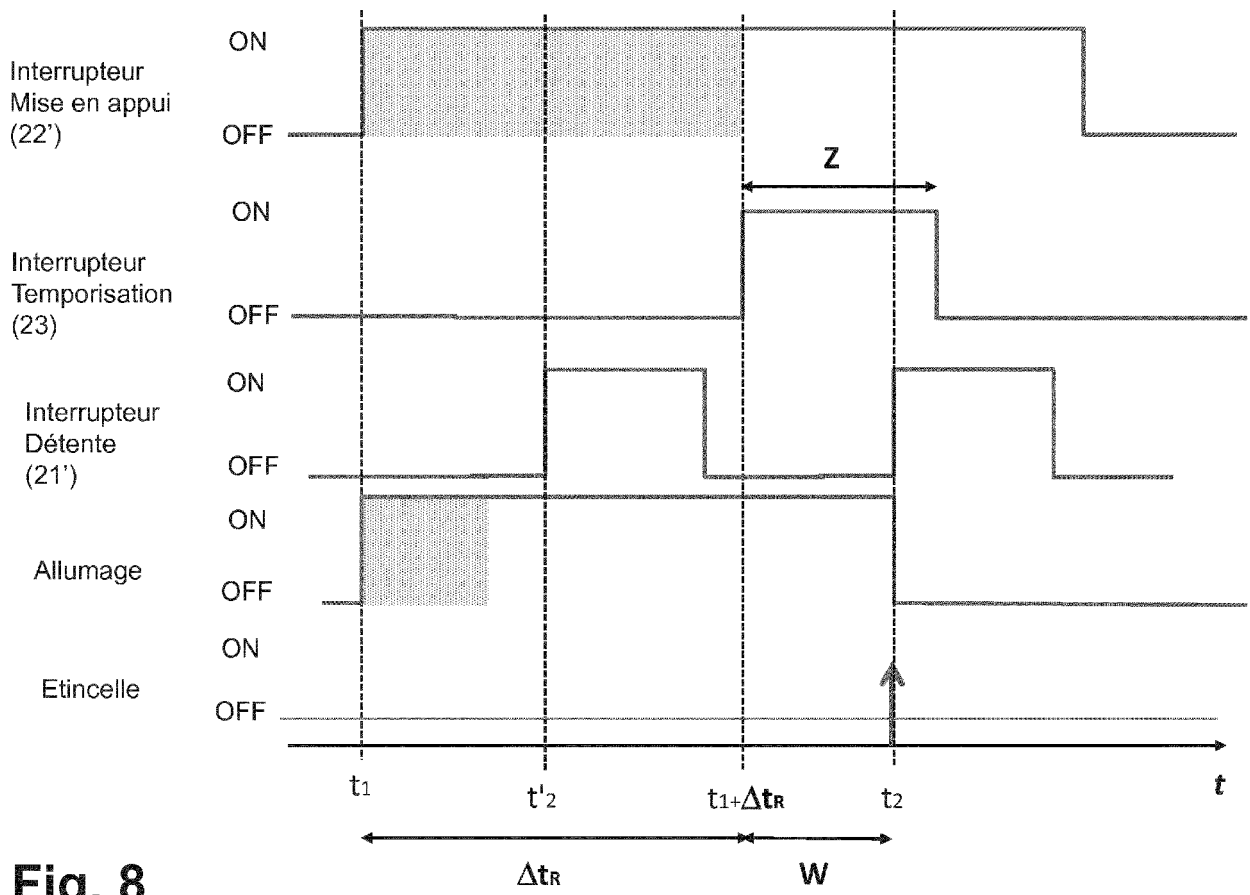 ON
Interrupteur
Mise en appui
(22')
OFF
Z
ON
Interrupteur
Temporisation
(23)
OFF
ON
Interrupteur
Détente
(21')
OFF
ON
Allumage
OFF
ON
Etincelle
OFF
t1 t'2 t1+ΔtR t2 t
ΔtR W
Fig. 8